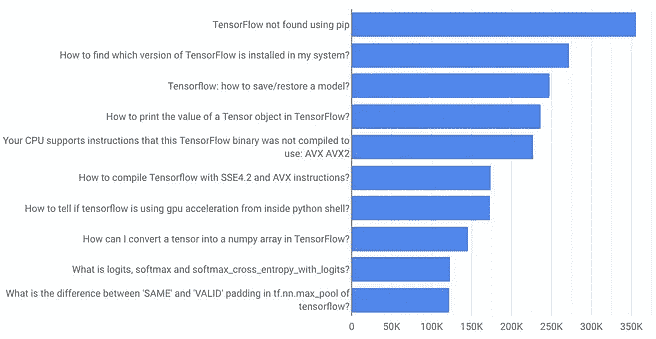 TensorFlow not found using pip
How to find which version of TensorFlow is installed in my system?
Tensorflow: how to save/restore a model?
How to print the value of a Tensor object in TensorFlow?
Your CPU supports instructions that this TensorFlow binary was not compiled to
use: AVX AVX2
How to compile Tensorflow with SSE4.2 and AVX instructions?
How to tell if tensorflow is using gpu acceleration from inside python shell?
How can I convert a tensor into a numpy array in TensorFlow?
What is logits, softmax and softmax_cross_entropy_with_logits?
What is the difference between 'SAME' and 'VALID' padding in tf.nn.max_pool of
tensorflow?
0 50K 100K 150K 200K 250K 300K 350K